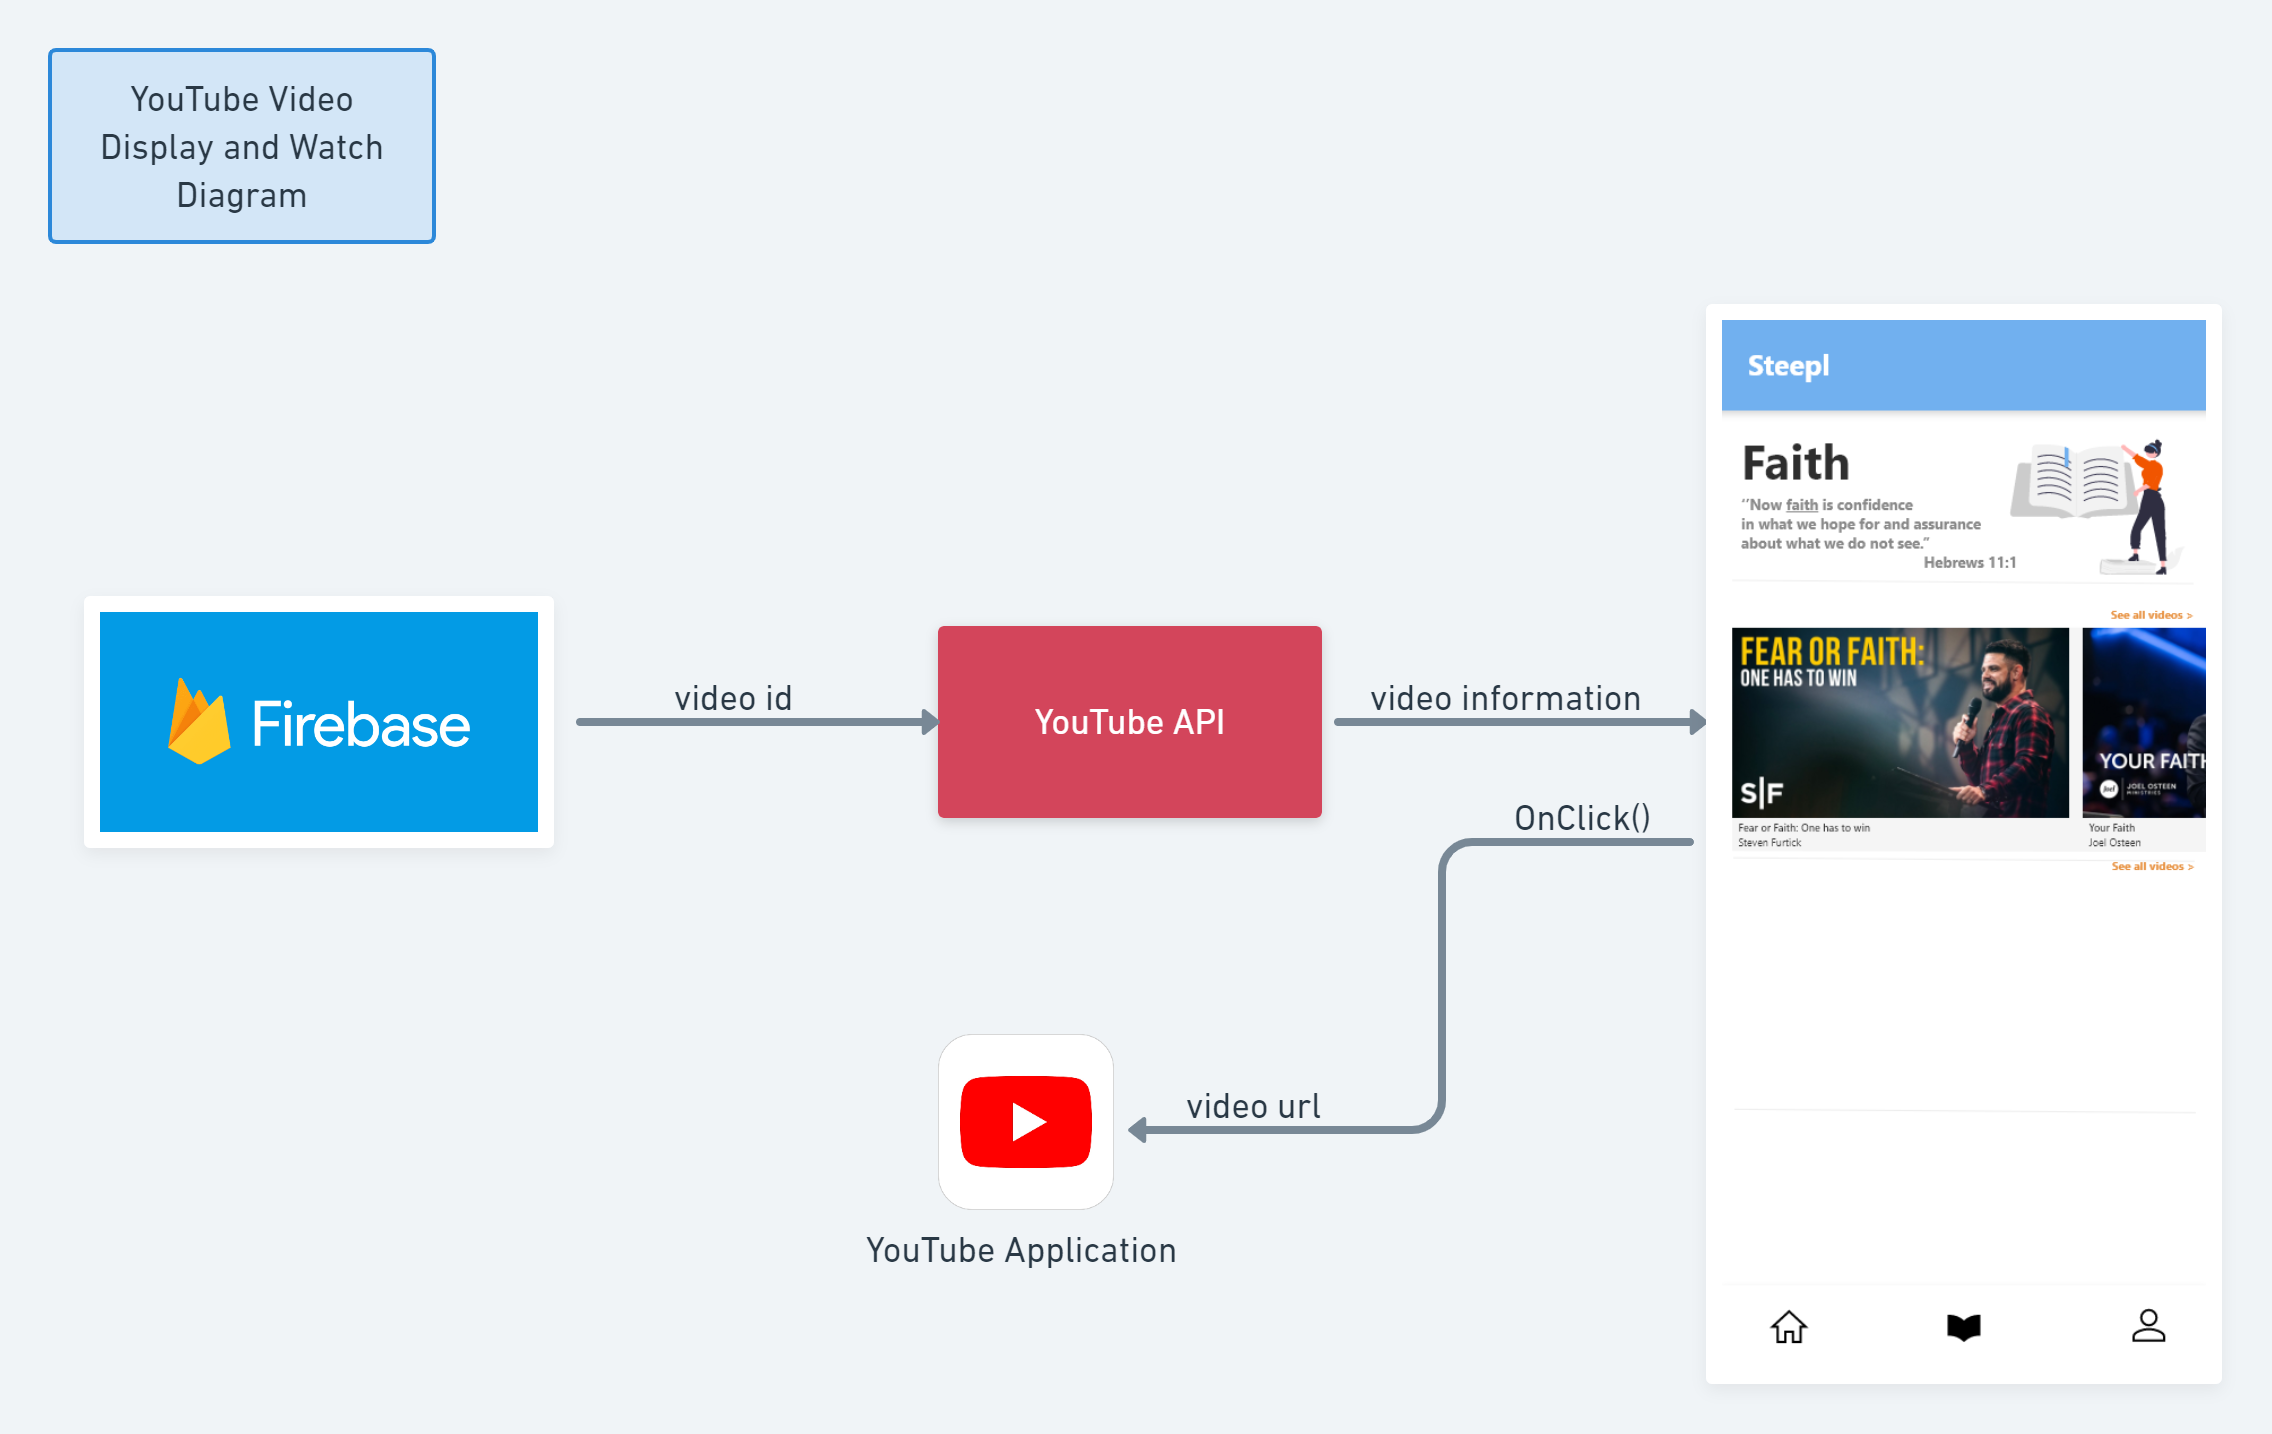 YouTube Video
Display and Watch
Diagram
Steepl
Faith
“Now faith is confidence
in what we hope for and assurance
about what we do not see.”
Hebrews 11:1
See all videos >
FEAR OR FAITH:
ONE HAS TO WIN
S|F
YOUR FAITH
Joel
JOEL OSTEEN
MINISTRIES
Fear or Faith: One has to win
Steven Furtick
Your Faith
Joel Osteen
See all videos >
Firebase
video id
YouTube API
video information
OnClick()
video url
YouTube Application